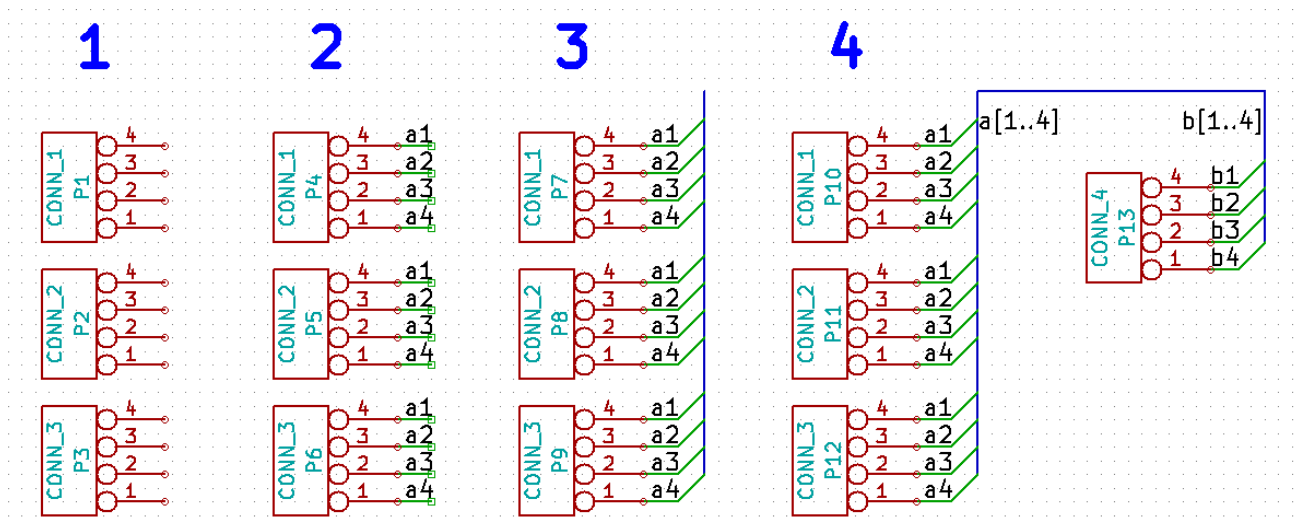 1 2 3 4
a[1..4] b[1..4]
CONN_1 P1 4 3 2 1
CONN_1 P4 4 a1 3 a2 2 a3 1 a4
CONN_1 P7 4 a1 3 a2 2 a3 1 a4
CONN_1 P10 4 a1 3 a2 2 a3 1 a4
CONN_4 P13 4 b1 3 b2 2 b3 1 b4
CONN_2 P2 4 3 2 1
CONN_2 P5 4 a1 3 a2 2 a3 1 a4
CONN_2 P8 4 a1 3 a2 2 a3 1 a4
CONN_2 P11 4 a1 3 a2 2 a3 1 a4
CONN_3 P3 4 3 2 1
CONN_3 P6 4 a1 3 a2 2 a3 1 a4
CONN_3 P9 4 a1 3 a2 2 a3 1 a4
CONN_3 P12 4 a1 3 a2 2 a3 1 a4